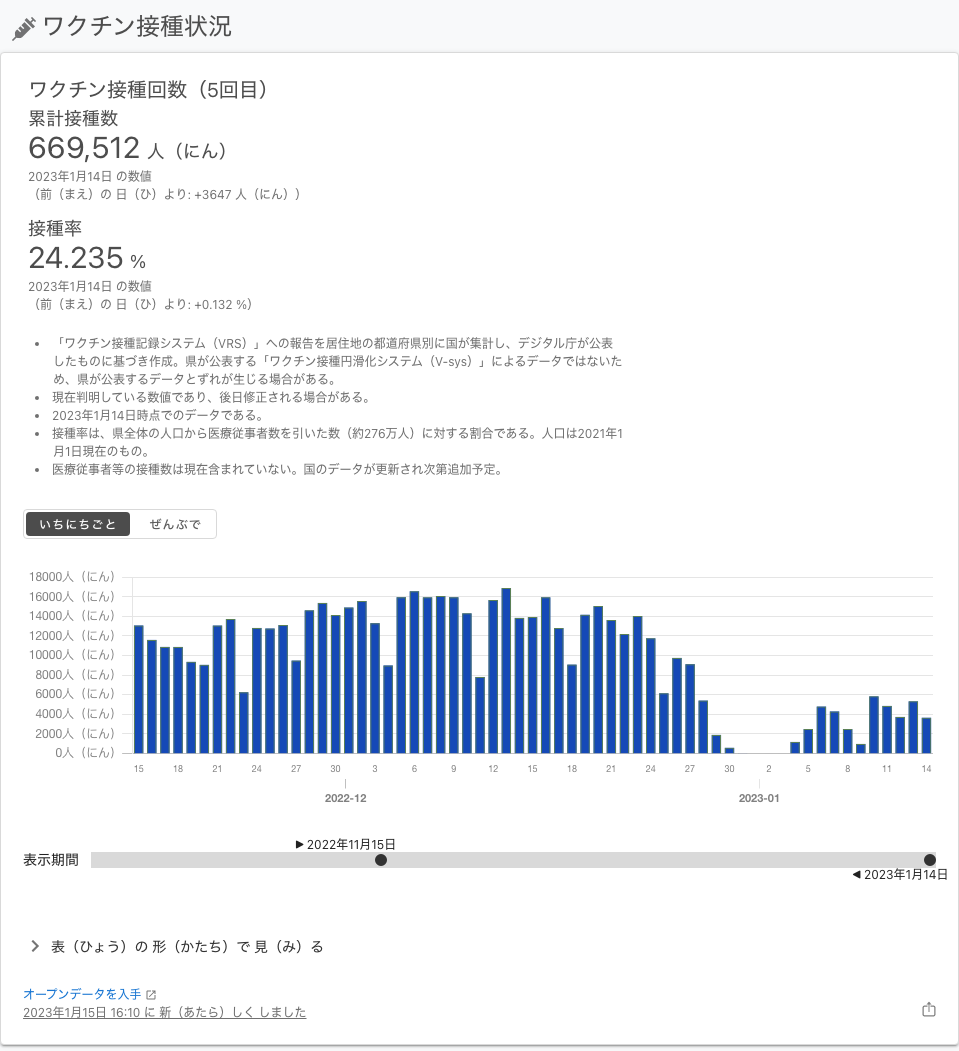 ワクチン接種状況
ワクチン接種回数（5回目）
累計接種数
669,512 人（にん）
2023年1月14日 の数値
（前（まえ）の 日（ひ）より: +3647 人（にん））
接種率
24.235 %
2023年1月14日 の数値
（前（まえ）の 日（ひ）より: +0.132 %）
• 「ワクチン接種記録システム（VRS）」への報告を居住地の都道府県別に国が集計し、デジタル庁が公表
したものに基づき作成。県が公表する「ワクチン接種円滑化システム（V-sys）」によるデータではないた
め、県が公表するデータとずれが生じる場合がある。
• 現在判明している数値であり、後日修正される場合がある。
• 2023年1月14日時点でのデータである。
• 接種率は、県全体の人口から医療従事者数を引いた数（約276万人）に対する割合である。人口は2021年1
月1日現在のもの。
• 医療従事者等の接種数は現在含まれていない。国のデータが更新され次第追加予定。
いちにちごと ぜんぶで
18000人（にん）
16000人（にん）
14000人（にん）
12000人（にん）
10000人（にん）
8000人（にん）
6000人（にん）
4000人（にん）
2000人（にん）
0人（にん）
15 18 21 24 27 30 3 6 9 12 15 18 21 24 27 30 2 5 8 11 14
2022-12 2023-01
▶ 2022年11月15日
表示期間
◀ 2023年1月14日
表（ひょう）の 形（かたち）で 見（み）る
オープンデータを入手
2023年1月15日 16:10 に 新（あたら）しく しました